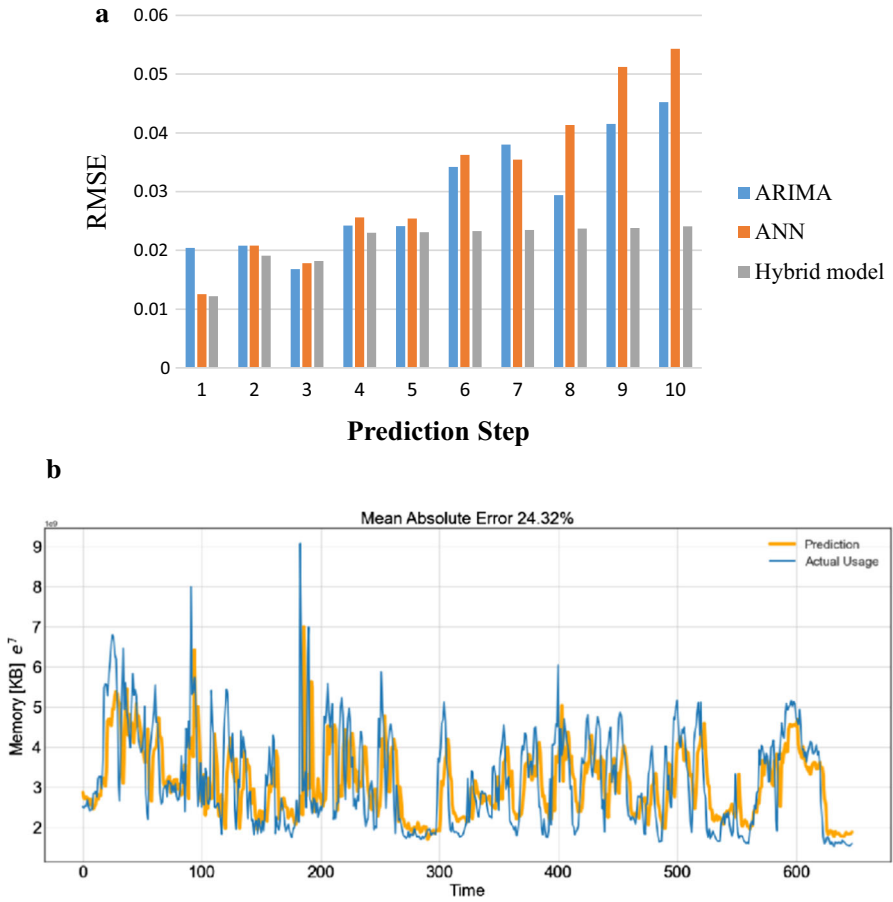 a
0.06
0.05
0.04
0.03
0.02
0.01
0
RMSE
1 2 3 4 5 6 7 8 9 10
Prediction Step
ARIMA
ANN
Hybrid model
b
Mean Absolute Error 24.32%
1e9
9
8
7
6
5
4
3
2
Memory [KB] e⁷
Prediction
Actual Usage
0 100 200 300 400 500 600
Time